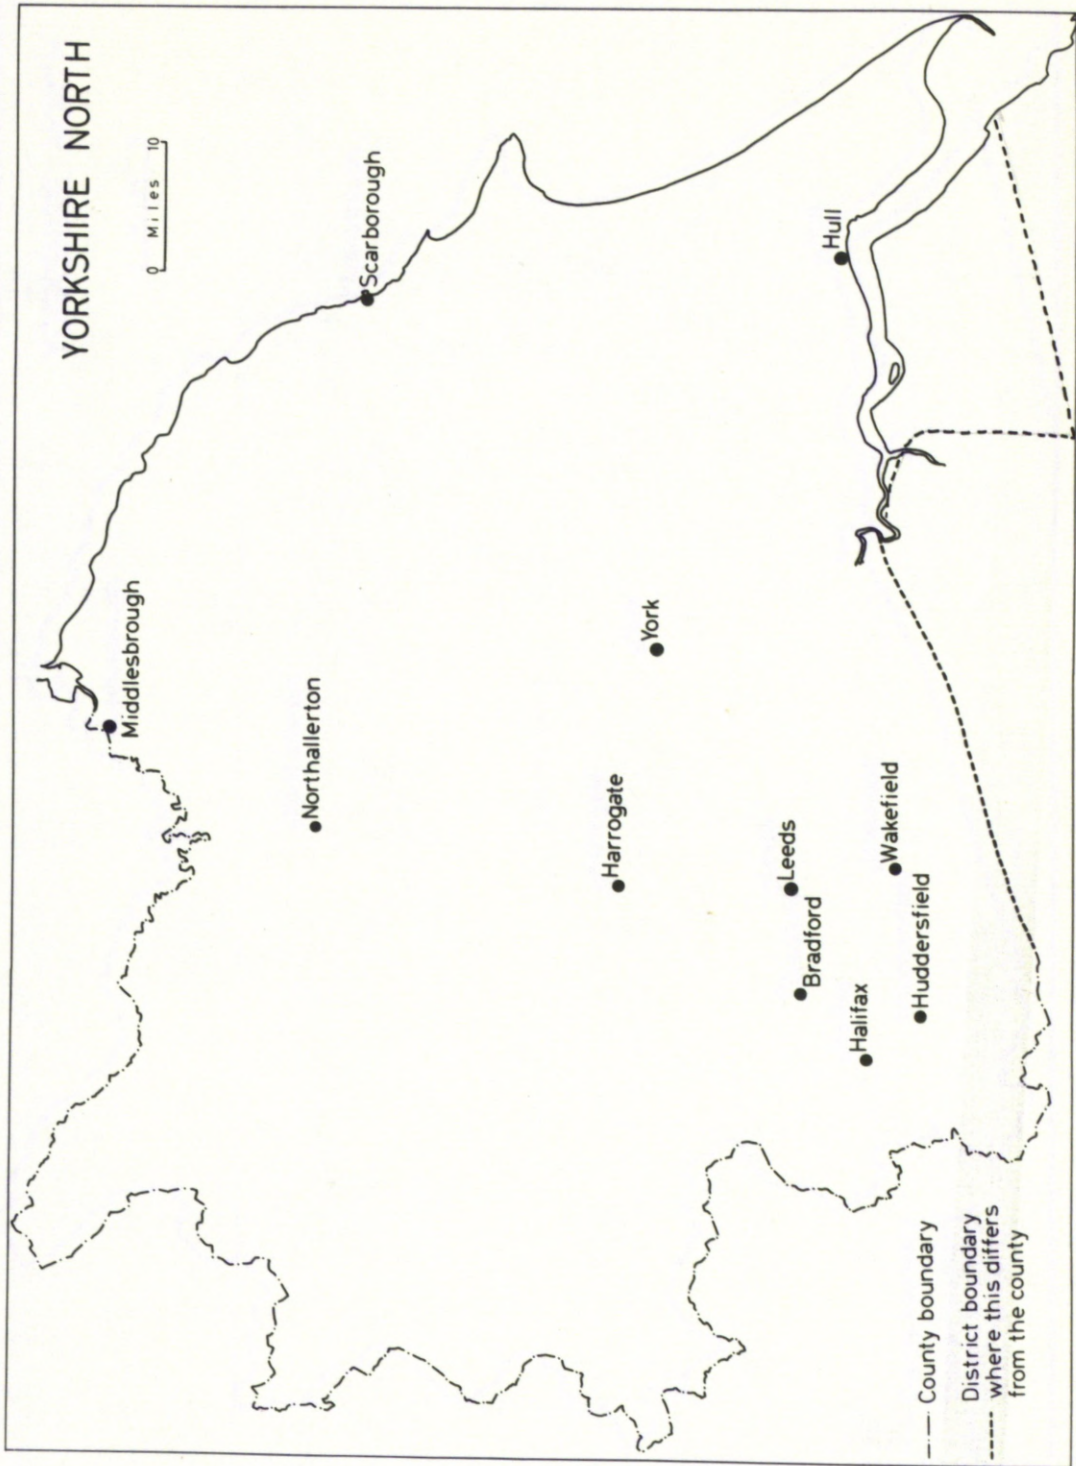 YORKSHIRE NORTH
0 Miles 10
Middlesbrough
Scarborough
Northallerton
Harrogate
York
Leeds
Bradford
Hull
Halifax
Wakefield
Huddersfield
County boundary
District boundary
where this differs
from the county